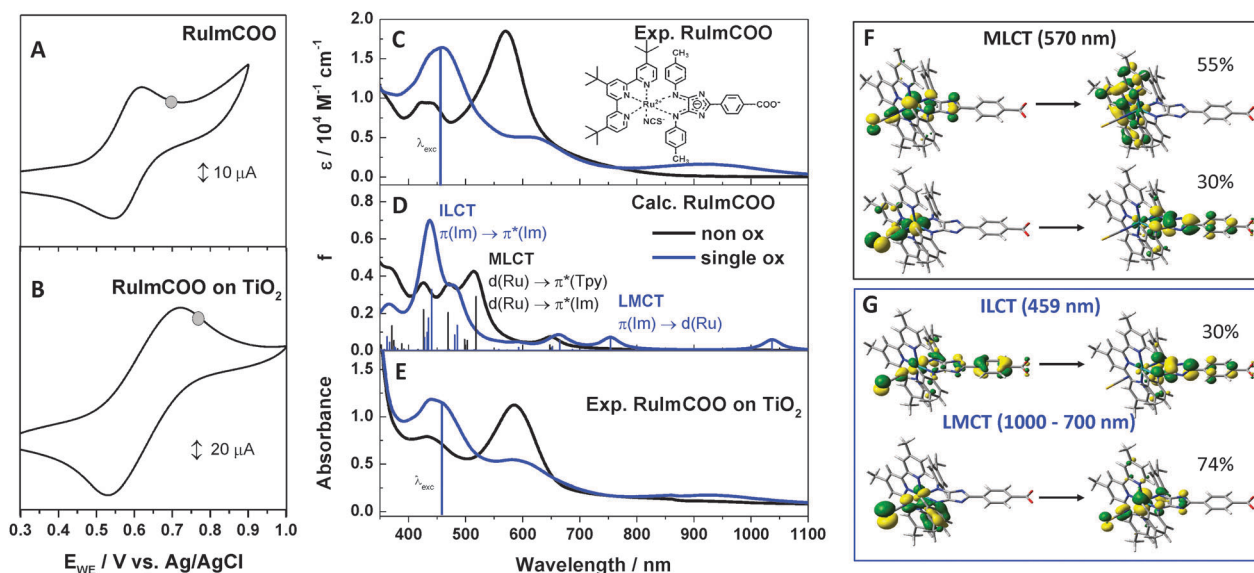 A
RuImCOO
10 μA
B
RuImCOO on TiO2
20 μA
0.3 0.4 0.5 0.6 0.7 0.8 0.9 1.0
EWE / V vs. Ag/AgCl
C
Exp. RuImCOO
2.0
1.5
1.0
0.5
0.0
ε / 10⁴ M⁻¹ cm⁻¹
λexc
CH3
N
N
N
N
N
N
N
Ru²⁺
NCS⁻
⊖
COO⁻
CH3
D
Calc. RuImCOO
0.8
0.6
0.4
0.2
0.0
f
ILCT
π(Im) → π*(Im)
MLCT
d(Ru) → π*(Tpy)
d(Ru) → π*(Im)
non ox
single ox
LMCT
π(Im) → d(Ru)
E
Exp. RuImCOO on TiO2
1.5
1.0
0.5
0.0
Absorbance
λexc
400 500 600 700 800 900 1000 1100
Wavelength / nm
F
MLCT (570 nm)
55%
30%
G
ILCT (459 nm)
30%
LMCT (1000 - 700 nm)
74%